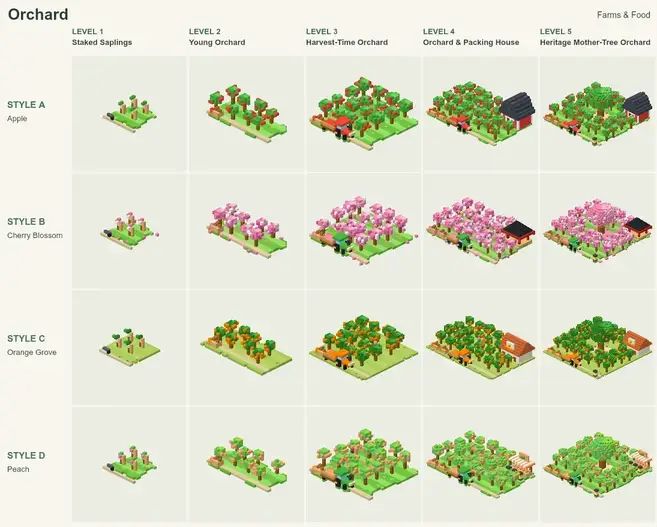 Orchard
Farms & Food
LEVEL 1
Staked Saplings
LEVEL 2
Young Orchard
LEVEL 3
Harvest-Time Orchard
LEVEL 4
Orchard & Packing House
LEVEL 5
Heritage Mother-Tree Orchard
STYLE A
Apple
STYLE B
Cherry Blossom
STYLE C
Orange Grove
STYLE D
Peach